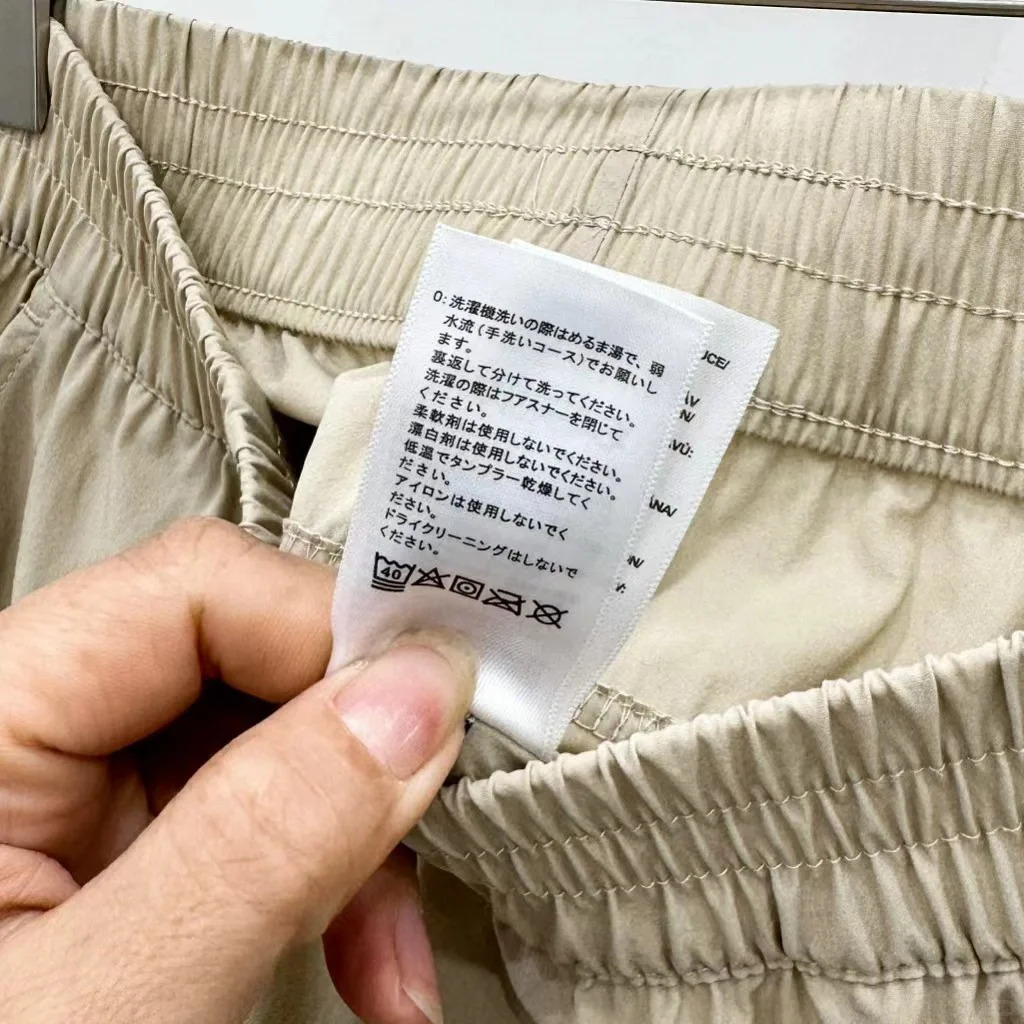 0: 洗濯機洗いの際はぬるま湯で、弱
水流(手洗いコース)でお願いし
ます。
裏返して分けて洗ってください。
洗濯の際はファスナーを閉じて
ください。
柔軟剤は使用しないでください。
漂白剤は使用しないでください。
低温でタンブラー乾燥してく
ださい。
アイロンは使用しないでく
ださい。
ドライクリーニングはしないで
ください。
40
UCE/
N/
VÚ:
ANA/